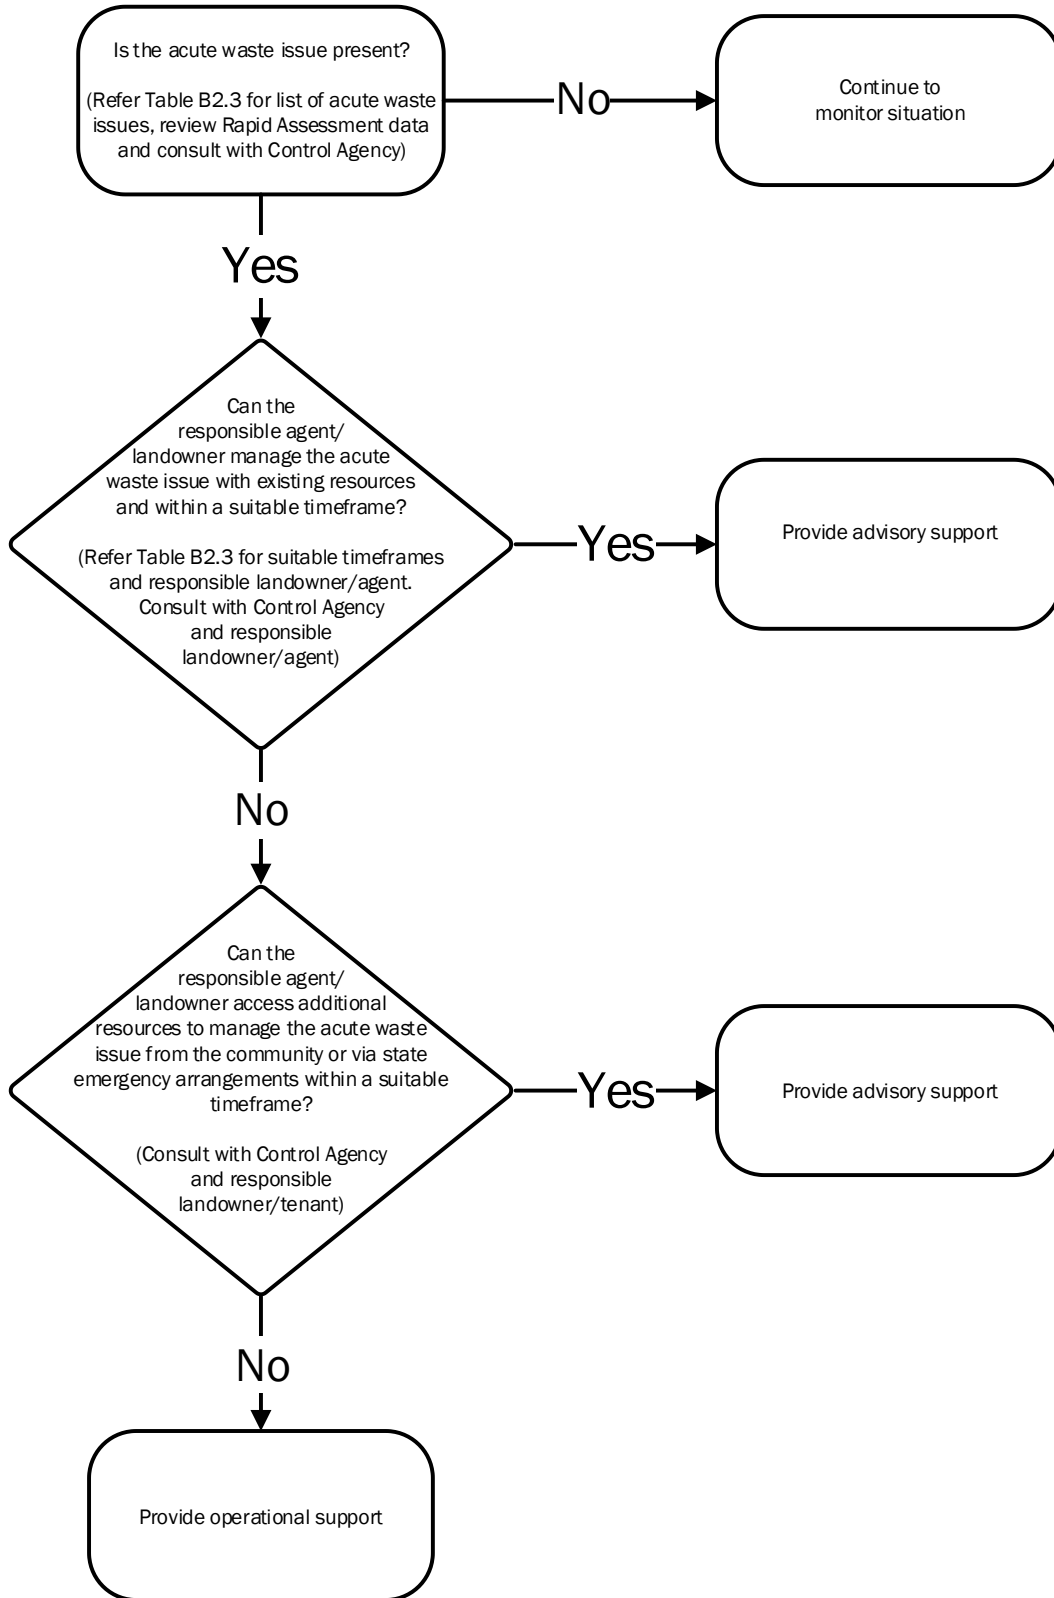 Is the acute waste issue present?
(Refer Table B2.3 for list of acute waste
issues, review Rapid Assessment data
and consult with Control Agency)
No
Continue to
monitor situation
Yes
Can the
responsible agent/
landowner manage the acute
waste issue with existing resources
and within a suitable timeframe?
(Refer Table B2.3 for suitable timeframes
and responsible landowner/agent.
Consult with Control Agency
and responsible
landowner/agent)
Yes
Provide advisory support
No
Can the
responsible agent/
landowner access additional
resources to manage the acute waste
issue from the community or via state
emergency arrangements within a suitable
timeframe?
(Consult with Control Agency
and responsible
landowner/tenant)
Yes
Provide advisory support
No
Provide operational support